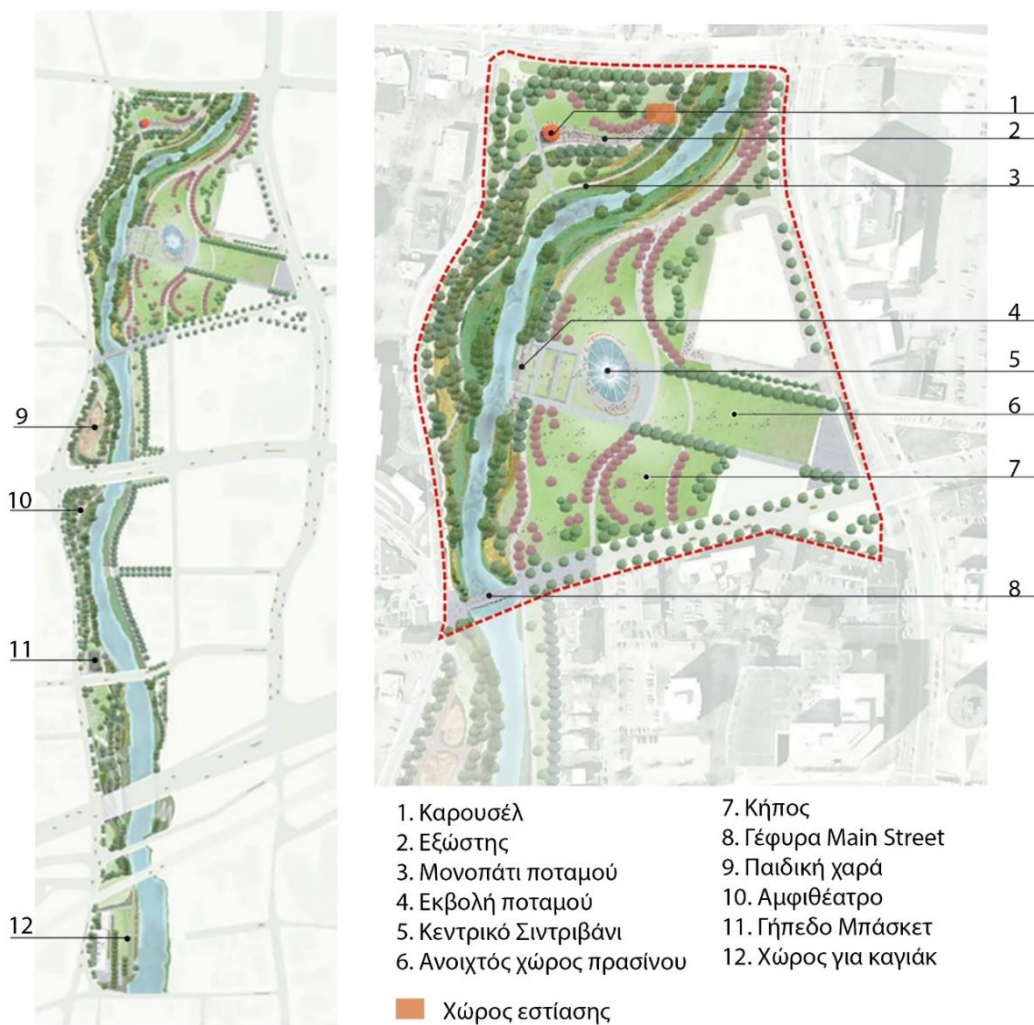 1
2
3
4
5
6
7
8
9
10
11
12
1. Καρουσέλ
2. Εξώστης
3. Μονοπάτι ποταμού
4. Εκβολή ποταμού
5. Κεντρικό Σιντριβάνι
6. Ανοιχτός χώρος πρασίνου
7. Κήπος
8. Γέφυρα Main Street
9. Παιδική χαρά
10. Αμφιθέατρο
11. Γήπεδο Μπάσκετ
12. Χώρος για καγιάκ
Χώρος εστίασης